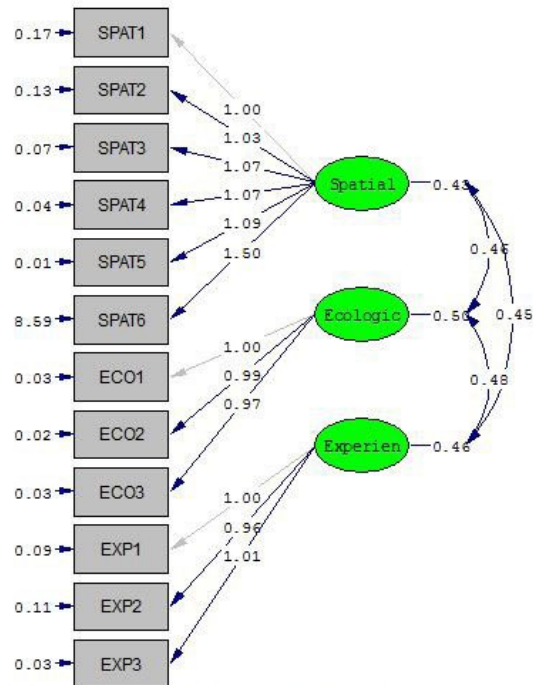 0.17 SPAT1
0.13 SPAT2
1.00
0.07 SPAT3
1.03
1.07
Spatial 0.43
0.04 SPAT4
1.07
1.09
0.01 SPAT5
1.50
0.46
8.59 SPAT6
Ecologic 0.50
0.45
1.00
0.03 ECO1
0.99
0.48
0.97
0.02 ECO2
Experien 0.46
0.03 ECO3
1.00
0.96
0.09 EXP1
1.01
0.11 EXP2
0.03 EXP3